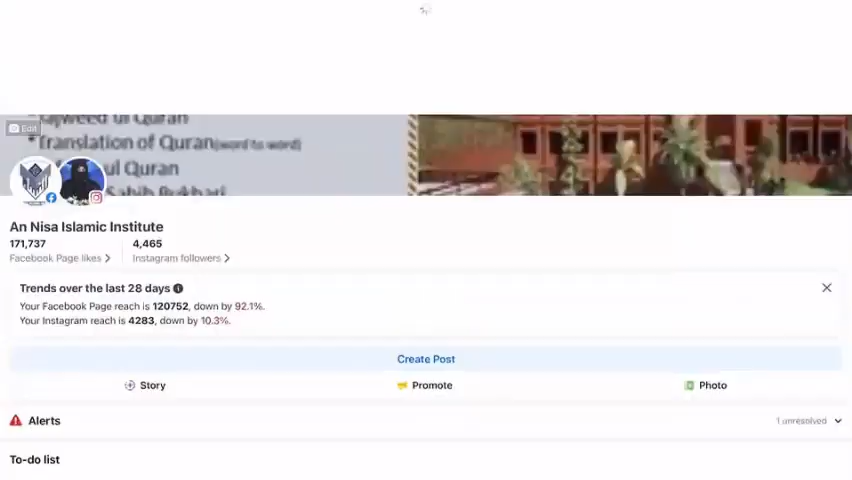 Edit
Tajweed ul Quran
*Translation of Quran(word to word)
ul Quran
Sahih Bukhari
An Nisa Islamic Institute
171,737
4,465
Facebook Page likes
Instagram followers
Trends over the last 28 days
Your Facebook Page reach is 120752, down by 92.1%.
Your Instagram reach is 4283, down by 10.3%.
Create Post
Story
Promote
Photo
Alerts
1 unresolved
To-do list